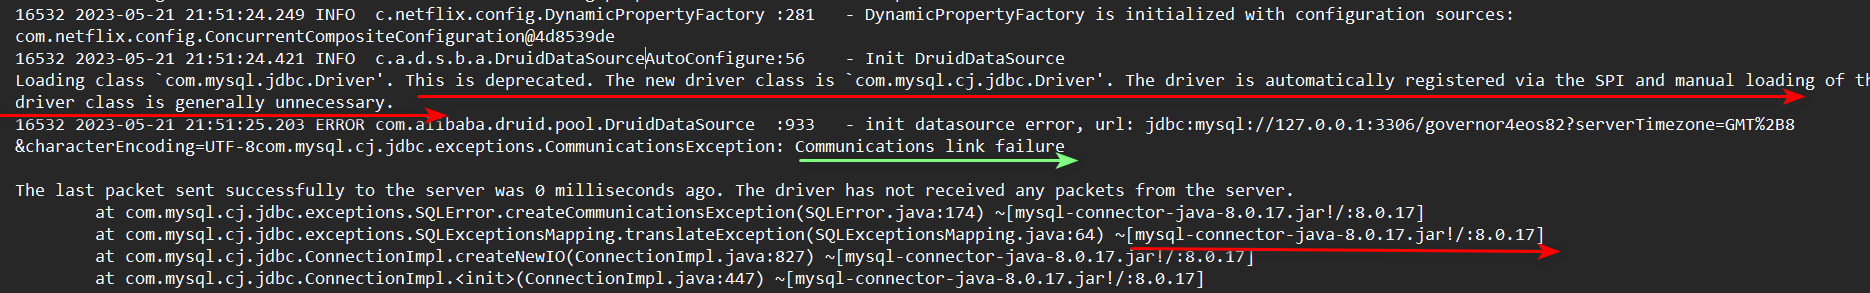 16532 2023-05-21 21:51:24.249 INFO  c.netflix.config.DynamicPropertyFactory :281   - DynamicPropertyFactory is initialized with configuration sources:
com.netflix.config.ConcurrentCompositeConfiguration@4d8539de
16532 2023-05-21 21:51:24.421 INFO  c.a.d.s.b.a.DruidDataSourceAutoConfigure:56    - Init DruidDataSource
Loading class `com.mysql.jdbc.Driver'. This is deprecated. The new driver class is `com.mysql.cj.jdbc.Driver'. The driver is automatically registered via the SPI and manual loading of th
driver class is generally unnecessary.
16532 2023-05-21 21:51:25.203 ERROR com.alibaba.druid.pool.DruidDataSource  :933   - init datasource error, url: jdbc:mysql://127.0.0.1:3306/governor4eos82?serverTimezone=GMT%2B8
&characterEncoding=UTF-8com.mysql.cj.jdbc.exceptions.CommunicationsException: Communications link failure
The last packet sent successfully to the server was 0 milliseconds ago. The driver has not received any packets from the server.
at com.mysql.cj.jdbc.exceptions.SQLError.createCommunicationsException(SQLError.java:174) ~[mysql-connector-java-8.0.17.jar!/:8.0.17]
at com.mysql.cj.jdbc.exceptions.SQLExceptionsMapping.translateException(SQLExceptionsMapping.java:64) ~[mysql-connector-java-8.0.17.jar!/:8.0.17]
at com.mysql.cj.jdbc.ConnectionImpl.createNewIO(ConnectionImpl.java:827) ~[mysql-connector-java-8.0.17.jar!/:8.0.17]
at com.mysql.cj.jdbc.ConnectionImpl.<init>(ConnectionImpl.java:447) ~[mysql-connector-java-8.0.17.jar!/:8.0.17]